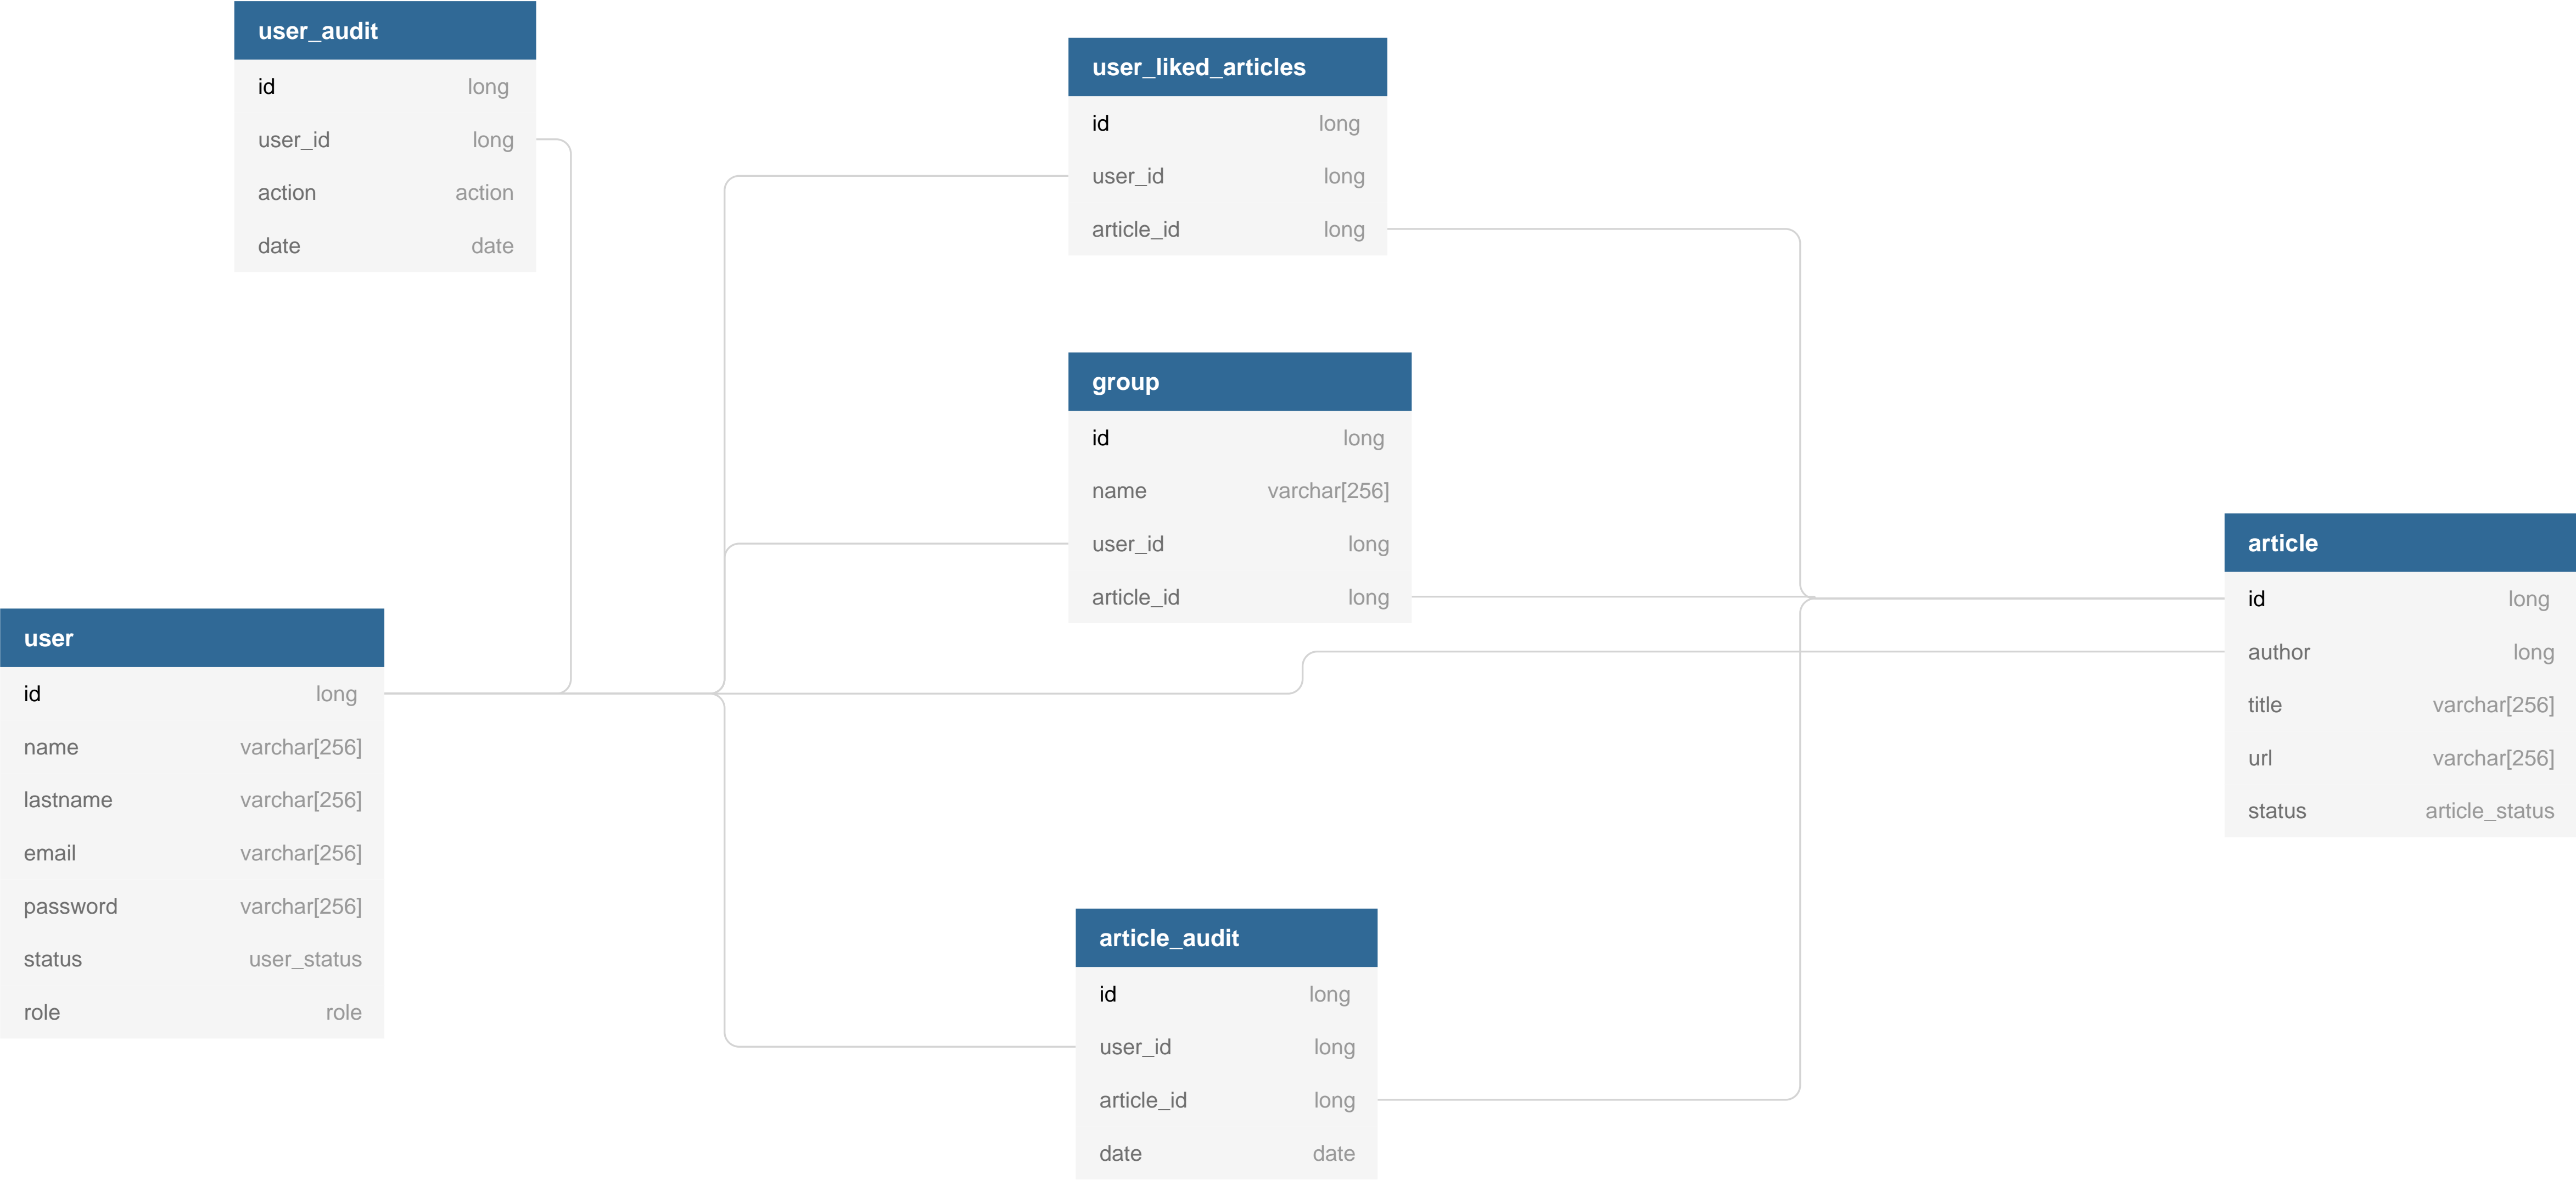 user_audit
id long
user_id long
action action
date date
user_liked_articles
id long
user_id long
article_id long
group
id long
name varchar[256]
user_id long
article_id long
article
id long
author long
title varchar[256]
url varchar[256]
status article_status
user
id long
name varchar[256]
lastname varchar[256]
email varchar[256]
password varchar[256]
status user_status
role role
article_audit
id long
user_id long
article_id long
date date